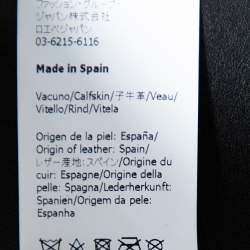 ファッション・グループ・
ジャパン株式会社
ロエベジャパン
03-6215-6116
Made in Spain
Vacuno/Calfskin/子牛革/Veau/
Vitello/Rind/Vitela
Origen de la piel: España/
Origin of leather: Spain/
レザー産地: スペイン/Origine du
cuir: Espagne/Origine della
pelle: Spagna/Lederherkunft:
Spanien/Origem da pele:
Espanha